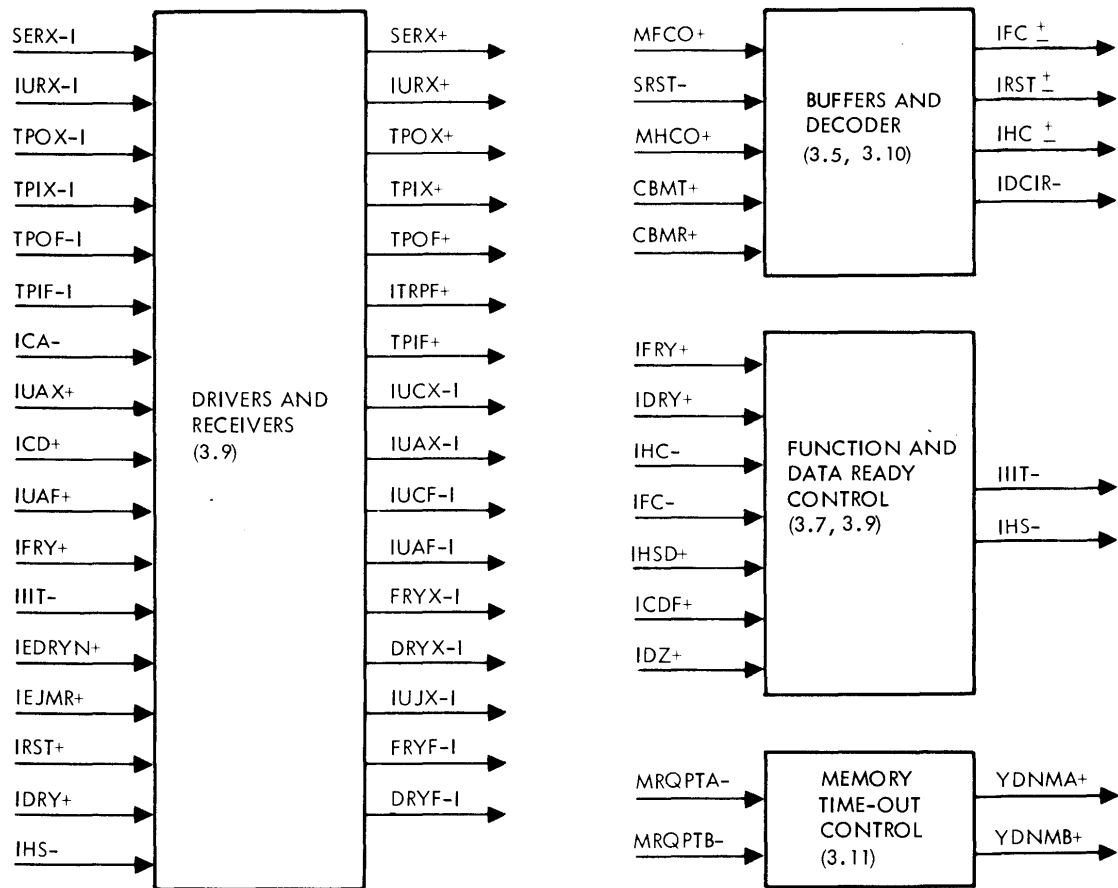 SERX-I
IURX-I
TPOX-I
TPIX-I
TPOF-I
TPIF-I
ICA-
IUAX+
ICD+
IUAF+
IFRY+
IIIT-
IEDRYN+
IEJMR+
IRST+
IDRY+
IHS-
DRIVERS AND
RECEIVERS
(3.9)
SERX+
IURX+
TPOX+
TPIX+
TPOF+
ITRPF+
TPIF+
IUCX-I
IUAX-I
IUCF-I
IUAF-I
FRYX-I
DRYX-I
IUJX-I
FRYF-I
DRYF-I
MFCO+
SRST-
MHCO+
CBMT+
CBMR+
BUFFERS AND
DECODER
(3.5, 3.10)
IFC ±
IRST ±
IHC ±
IDCIR-
IFRY+
IDRY+
IHC-
IFC-
IHSD+
ICDF+
IDZ+
FUNCTION AND
DATA READY
CONTROL
(3.7, 3.9)
IIIT-
IHS-
MRQPTA-
MRQPTB-
MEMORY
TIME-OUT
CONTROL
(3.11)
YDNMA+
YDNMB+